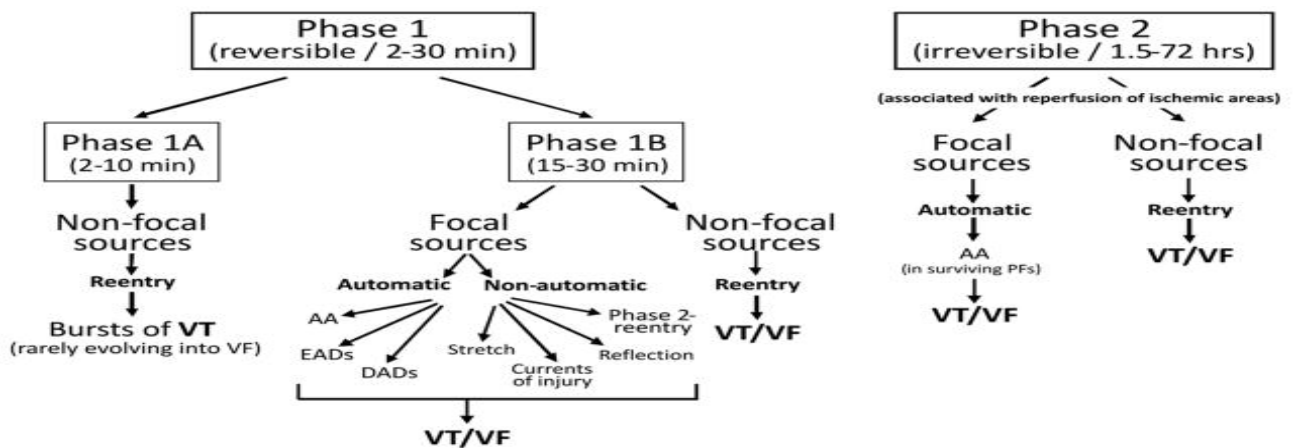 Phase 1
(reversible / 2-30 min)
Phase 1A
(2-10 min)
Non-focal
sources
Reentry
Bursts of VT
(rarely evolving into VF)
Phase 1B
(15-30 min)
Focal
sources
Automatic
AA
EADs
DADs
Non-automatic
Stretch
Currents
of injury
Reflection
Phase 2-
reentry
VT/VF
Non-focal
sources
Reentry
VT/VF
Phase 2
(irreversible / 1.5-72 hrs)
(associated with reperfusion of ischemic areas)
Focal
sources
Automatic
AA
(in surviving PFs)
VT/VF
Non-focal
sources
Reentry
VT/VF